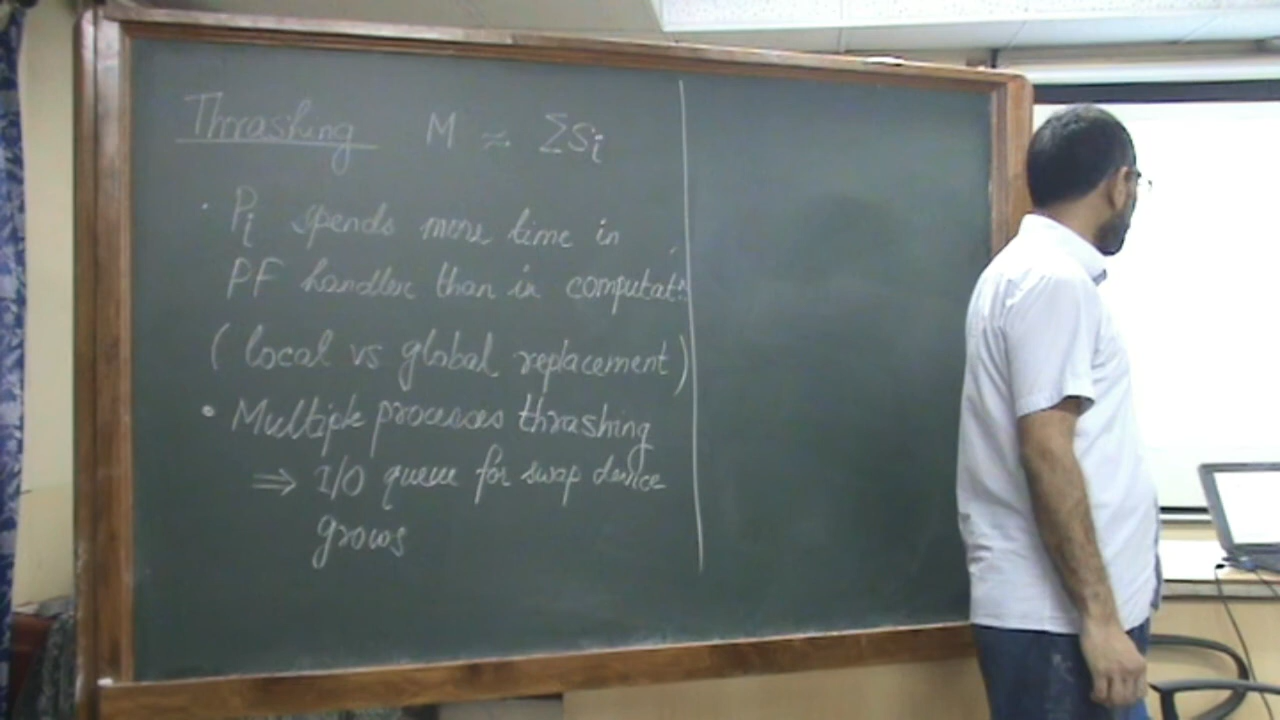 Thrashing M ≈ ΣSi
· Pi spends more time in
PF handler than in computatn
( local vs global replacement )
• Multiple processes thrashing
⇒ I/O queue for swap device
grows